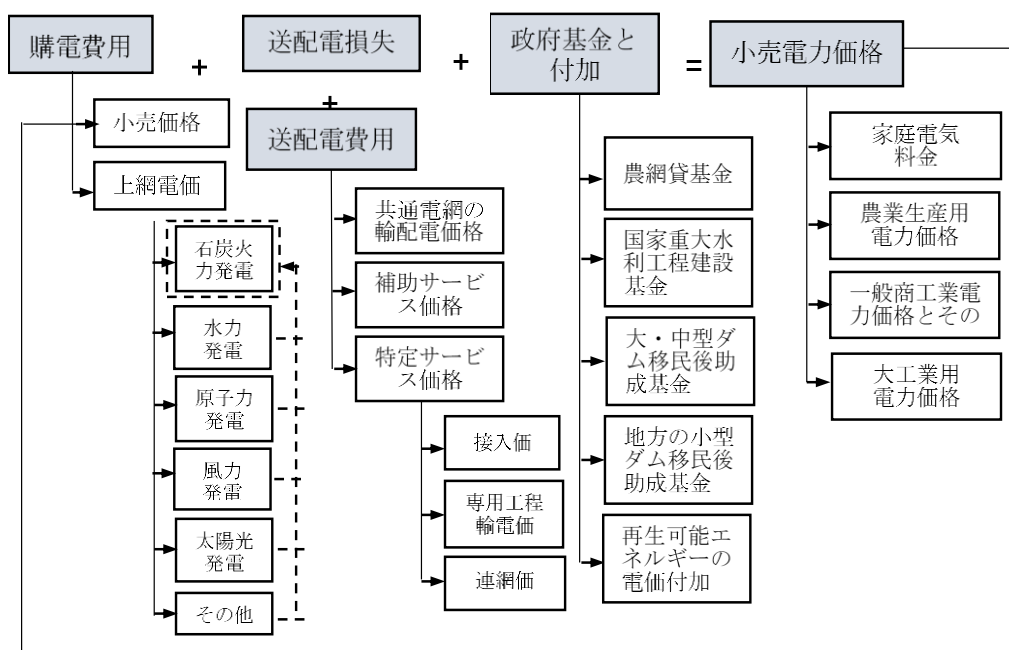 購電費用
+
送配電損失
+
政府基金と
付加
=
小売電力価格
+
送配電費用
小売価格
上網電価
石炭火
力発電
水力
発電
原子力
発電
風力
発電
太陽光
発電
その他
共通電網の
輸配電価格
補助サービ
ス価格
特定サービ
ス価格
接入価
専用工程
輸電価
連網価
農網貸基金
国家重大水
利工程建設
基金
大・中型ダ
ム移民後助
成基金
地方の小型
ダム移民後
助成基金
再生可能エ
ネルギーの
電価付加
家庭電気
料金
農業生産用
電力価格
一般商工業電
力価格とその
大工業用
電力価格